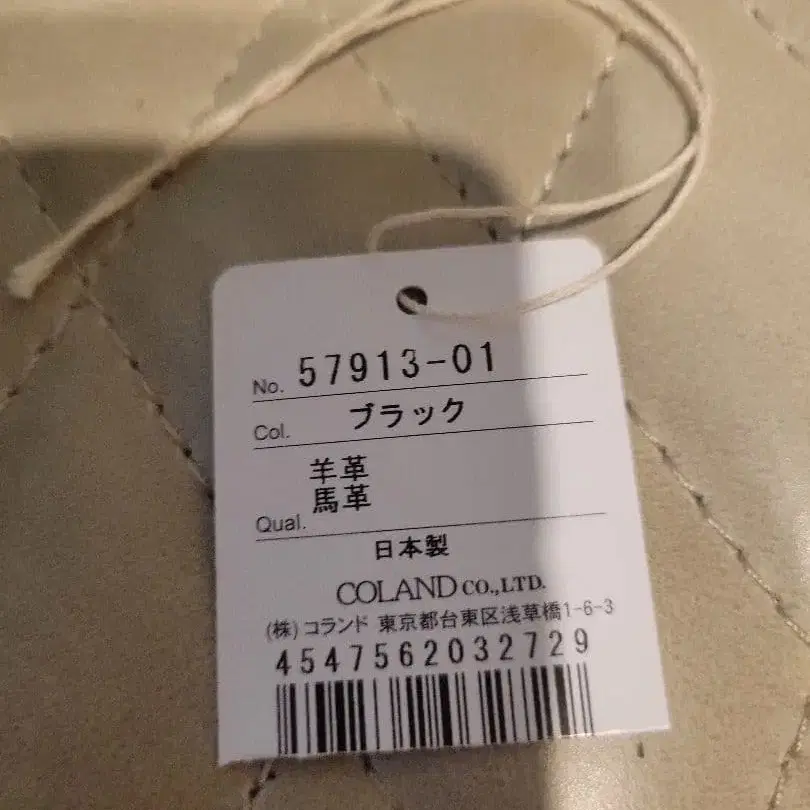 No. 57913-01
Col. ブラック
羊革
Qual. 馬革
日本製
COLAND CO.,LTD.
(株) コランド 東京都台東区浅草橋1-6-3
4547562032729